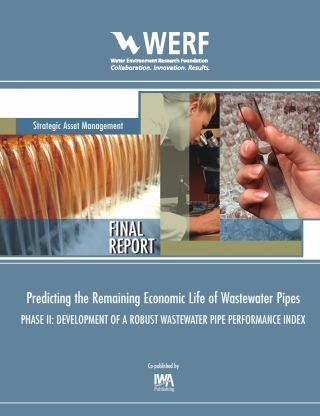 WERF
Water Environment Research Foundation
Collaboration. Innovation. Results.
Strategic Asset Management
FINAL
REPORT
Predicting the Remaining Economic Life of Wastewater Pipes
PHASE II: DEVELOPMENT OF A ROBUST WASTEWATER PIPE PERFORMANCE INDEX
Co-published by
IWA
Publishing